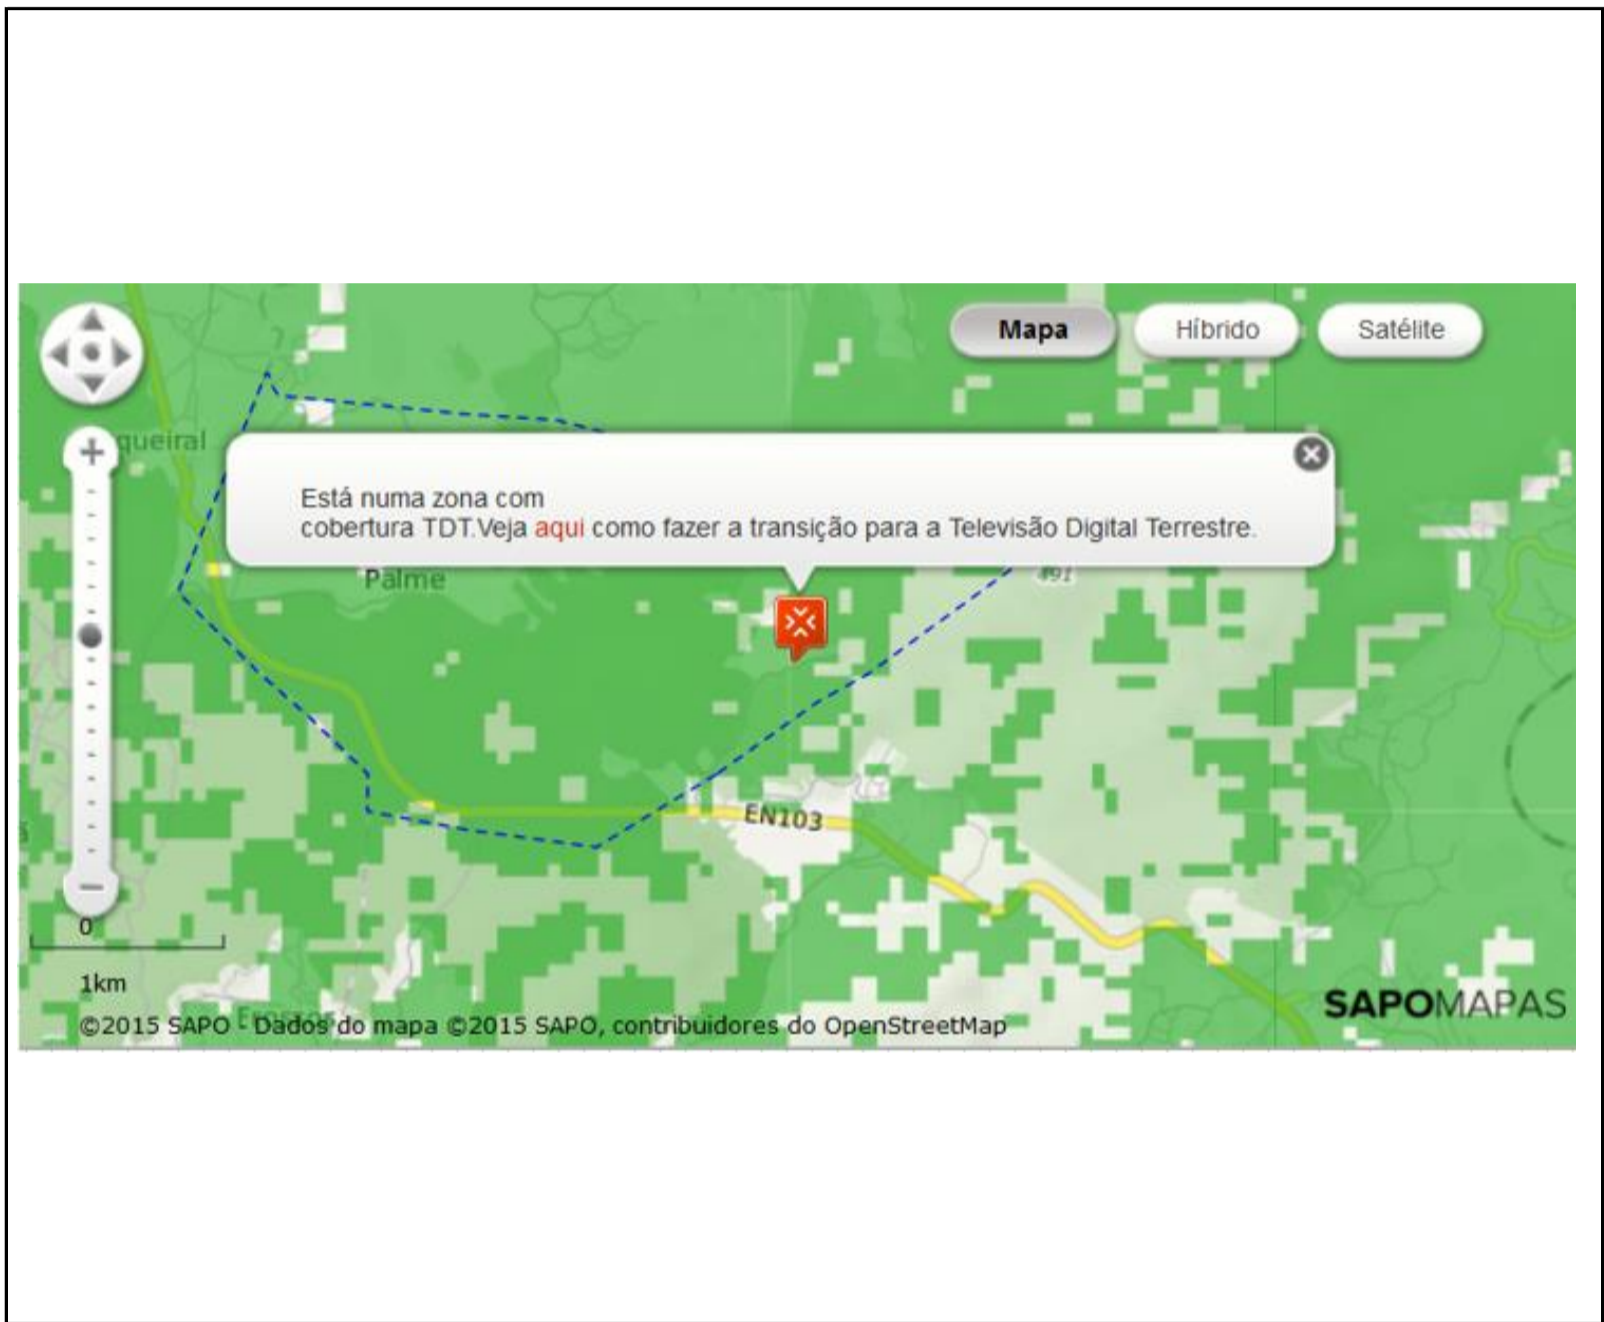 Mapa
Híbrido
Satélite
queiral
Está numa zona com
cobertura TDT.Veja aqui como fazer a transição para a Televisão Digital Terrestre.
Palme
491
EN103
0
1km
SAPOMAPAS
©2015 SAPO - Dados do mapa ©2015 SAPO, contribuidores do OpenStreetMap